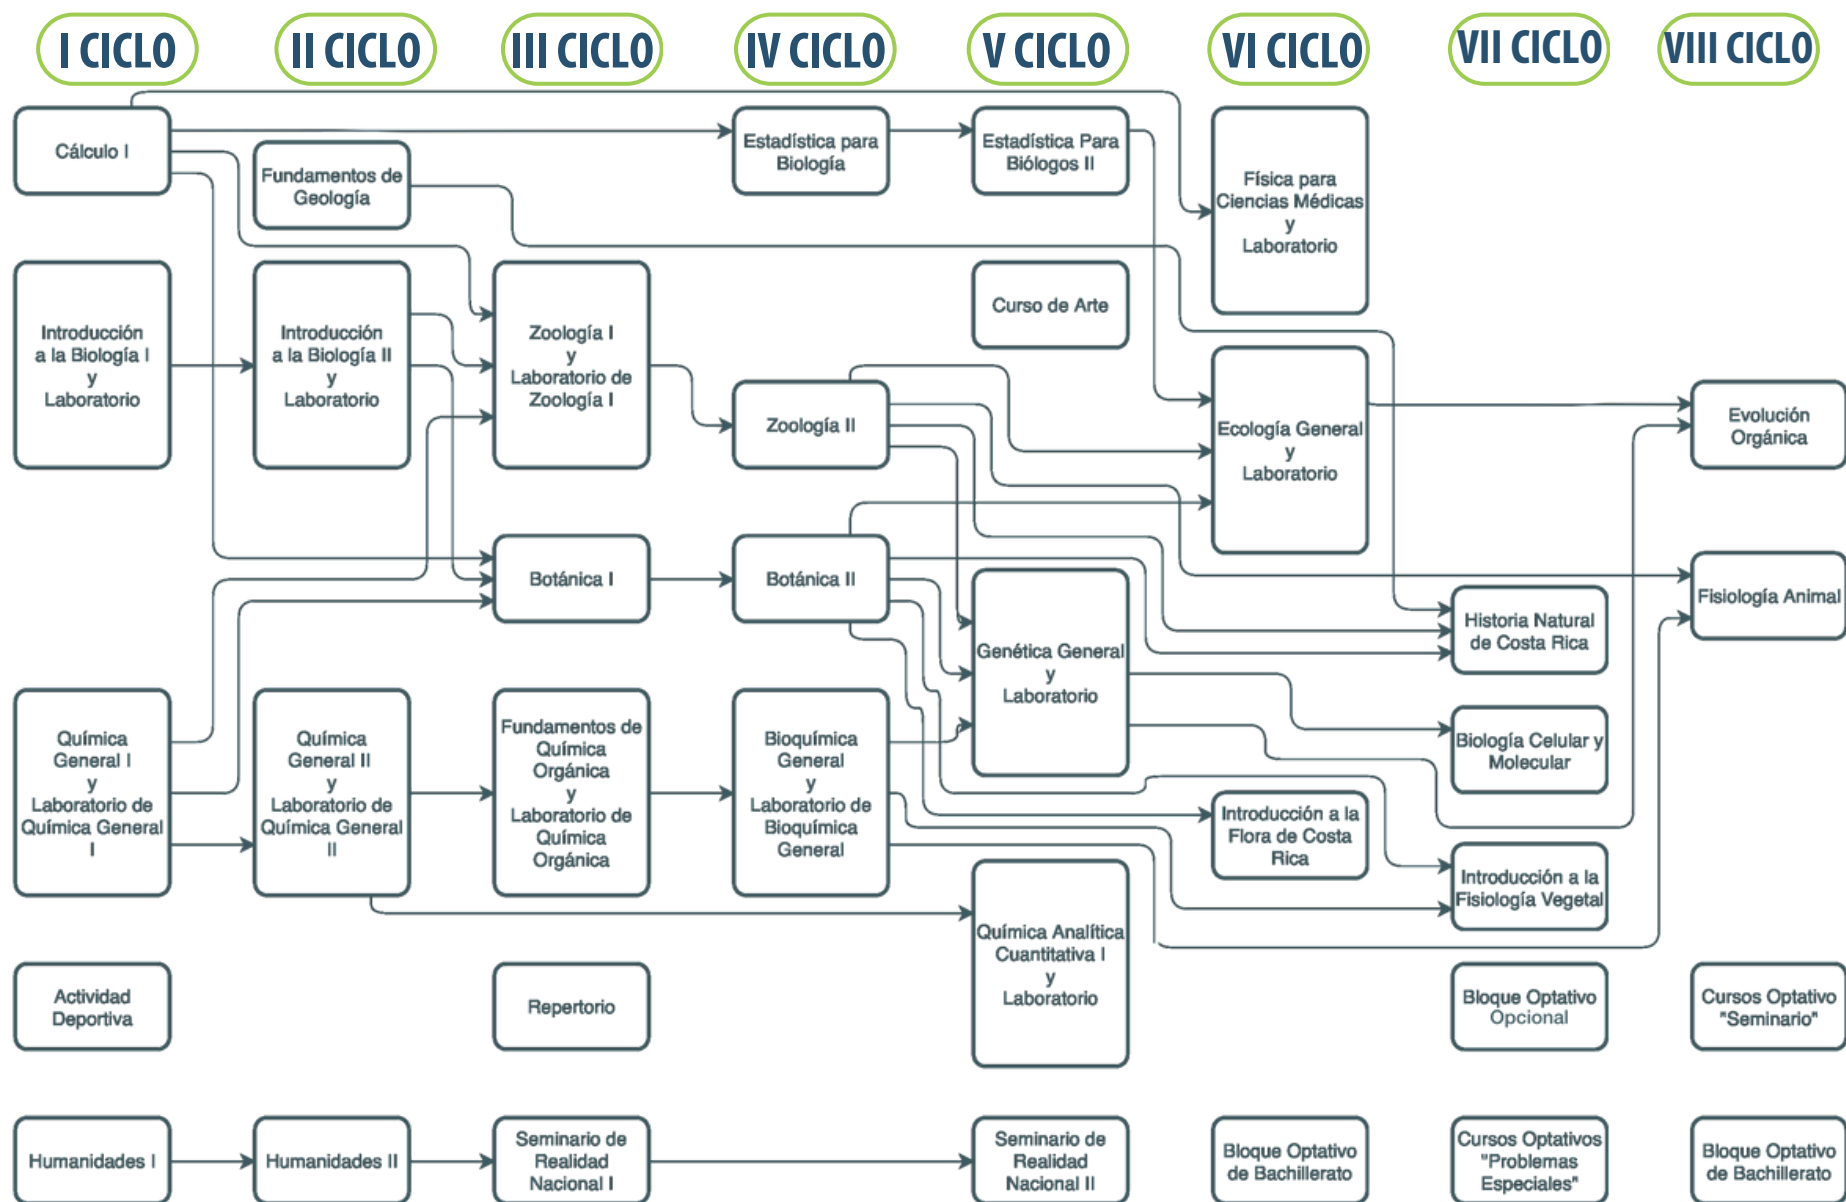 I CICLO
II CICLO
III CICLO
IV CICLO
V CICLO
VI CICLO
VII CICLO
VIII CICLO
Cálculo I
Introducción
a la Biología I
y
Laboratorio
Química
General I
y
Laboratorio de
Química General
I
Actividad
Deportiva
Humanidades I
Fundamentos de
Geología
Introducción
a la Biología II
y
Laboratorio
Química
General II
y
Laboratorio de
Química General
II
Humanidades II
Zoología I
y
Laboratorio de
Zoología I
Botánica I
Fundamentos de
Química
Orgánica
y
Laboratorio de
Química
Orgánica
Repertorio
Seminario de
Realidad
Nacional I
Estadística para
Biología
Zoología II
Botánica II
Bioquímica
General
y
Laboratorio de
Bioquímica
General
Estadística Para
Biólogos II
Curso de Arte
Genética General
y
Laboratorio
Química Analítica
Cuantitativa I
y
Laboratorio
Seminario de
Realidad
Nacional II
Física para
Ciencias Médicas
y
Laboratorio
Ecología General
y
Laboratorio
Introducción a la
Flora de Costa
Rica
Bloque Optativo
de Bachillerato
Historia Natural
de Costa Rica
Biología Celular y
Molecular
Introducción a la
Fisiología Vegetal
Bloque Optativo
Opcional
Cursos Optativos
"Problemas
Especiales"
Evolución
Orgánica
Fisiología Animal
Cursos Optativo
"Seminario"
Bloque Optativo
de Bachillerato